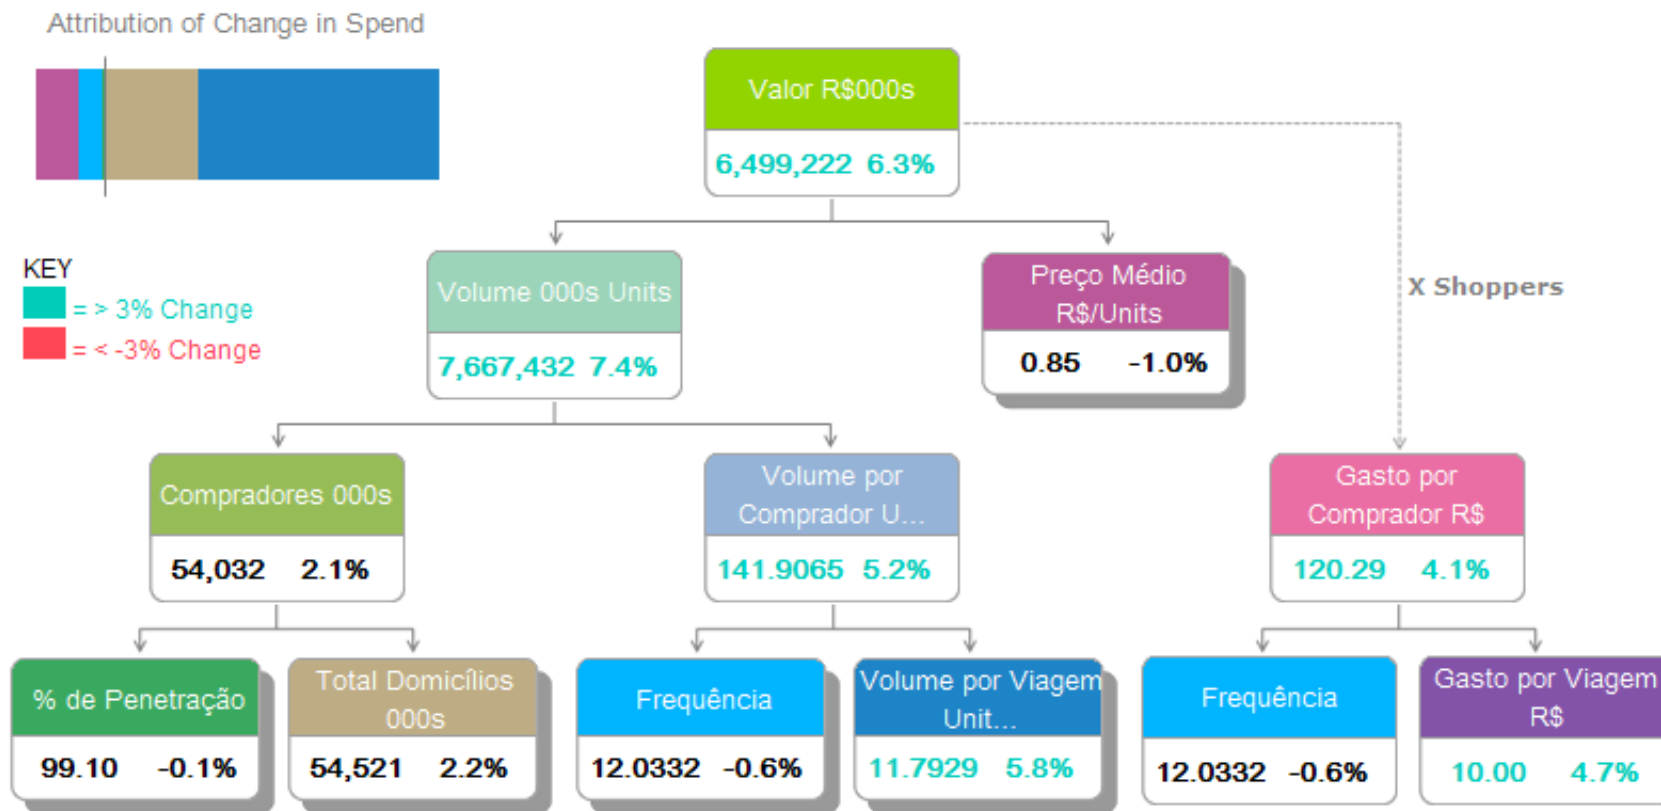 Attribution of Change in Spend
Valor R$000s
6,499,222 6.3%
KEY
= > 3% Change
= < -3% Change
Volume 000s Units
7,667,432 7.4%
Preço Médio
R$/Units
0.85 -1.0%
X Shoppers
Compradores 000s
54,032 2.1%
Volume por
Comprador U...
141.9065 5.2%
Gasto por
Comprador R$
120.29 4.1%
% de Penetração
99.10 -0.1%
Total Domicílios
000s
54,521 2.2%
Frequência
12.0332 -0.6%
Volume por Viagem
Unit...
11.7929 5.8%
Frequência
12.0332 -0.6%
Gasto por Viagem
R$
10.00 4.7%